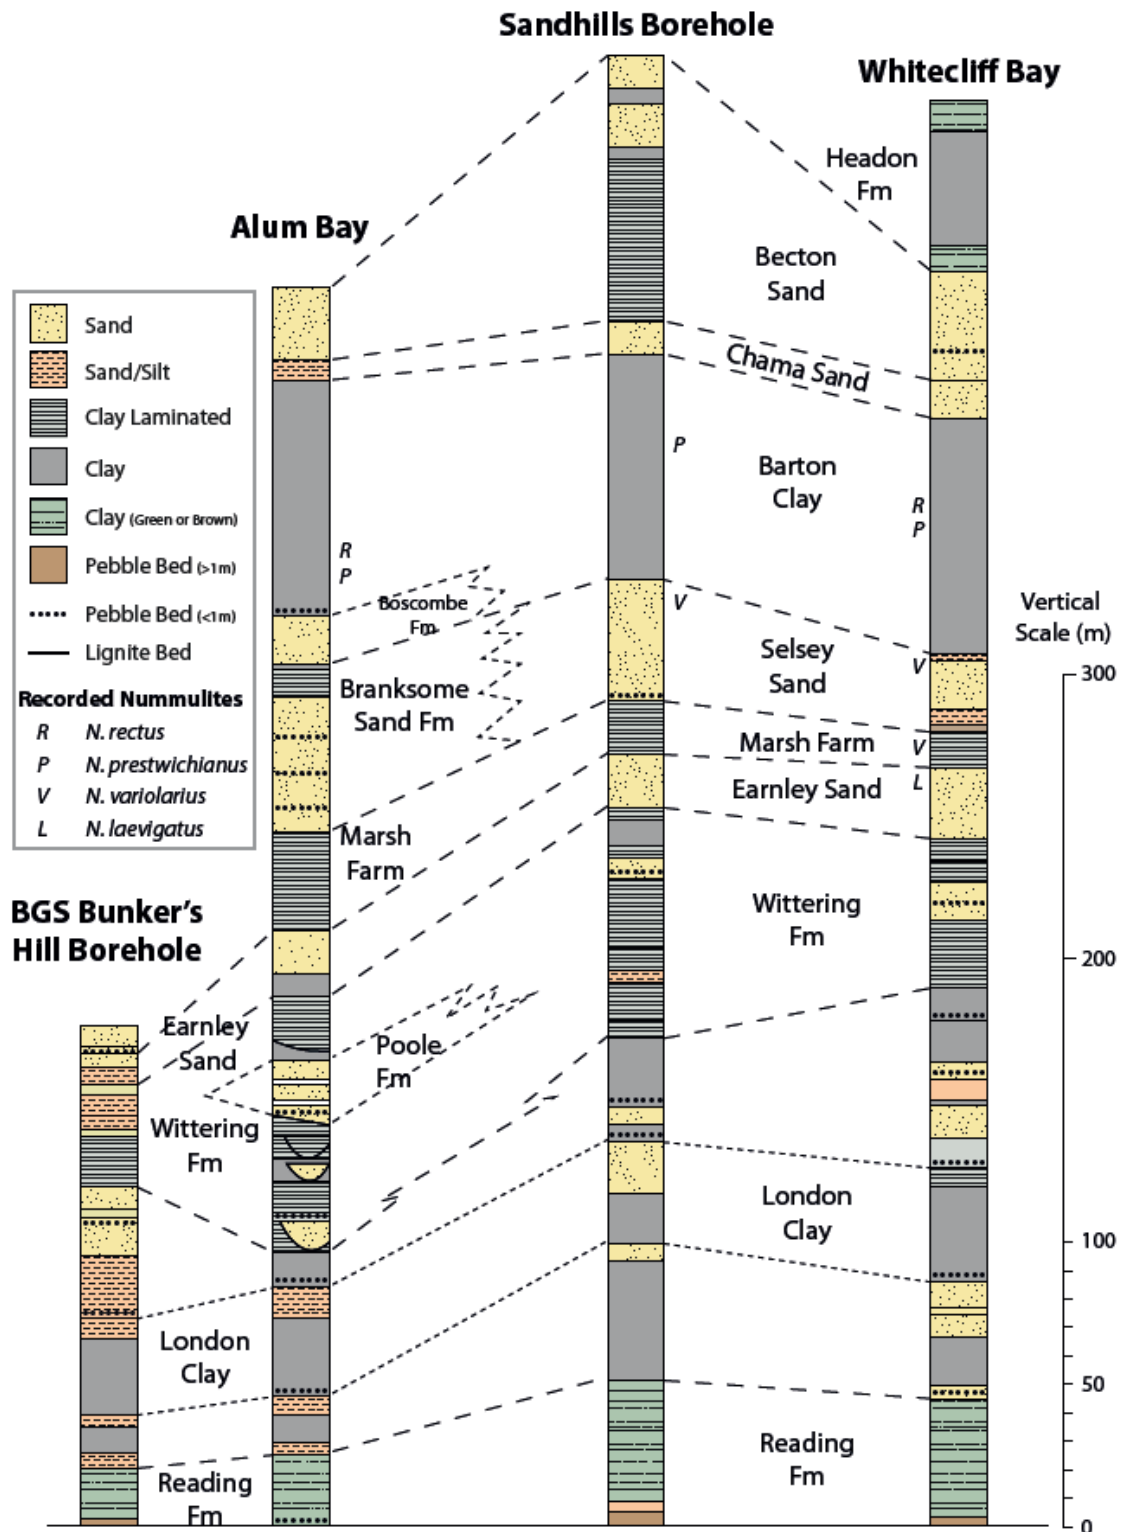 Sandhills Borehole
Whitecliff Bay
Alum Bay
BGS Bunker's
Hill Borehole
Sand
Sand/Silt
Clay Laminated
Clay
Clay (Green or Brown)
Pebble Bed (>1m)
Pebble Bed (<1m)
Lignite Bed
Recorded Nummulites
R N. rectus
P N. prestwichianus
V N. variolarius
L N. laevigatus
Headon
Fm
Becton
Sand
Chama Sand
P
Barton
Clay
R
P
R
P
Boscombe
Fm
V
Selsey
Sand
V
Branksome
Sand Fm
Marsh Farm
V
Earnley Sand
L
Marsh
Farm
Wittering
Fm
Earnley
Sand
Poole
Fm
Wittering
Fm
London
Clay
London
Clay
Reading
Fm
Reading
Fm
Vertical
Scale (m)
300
200
100
50
0